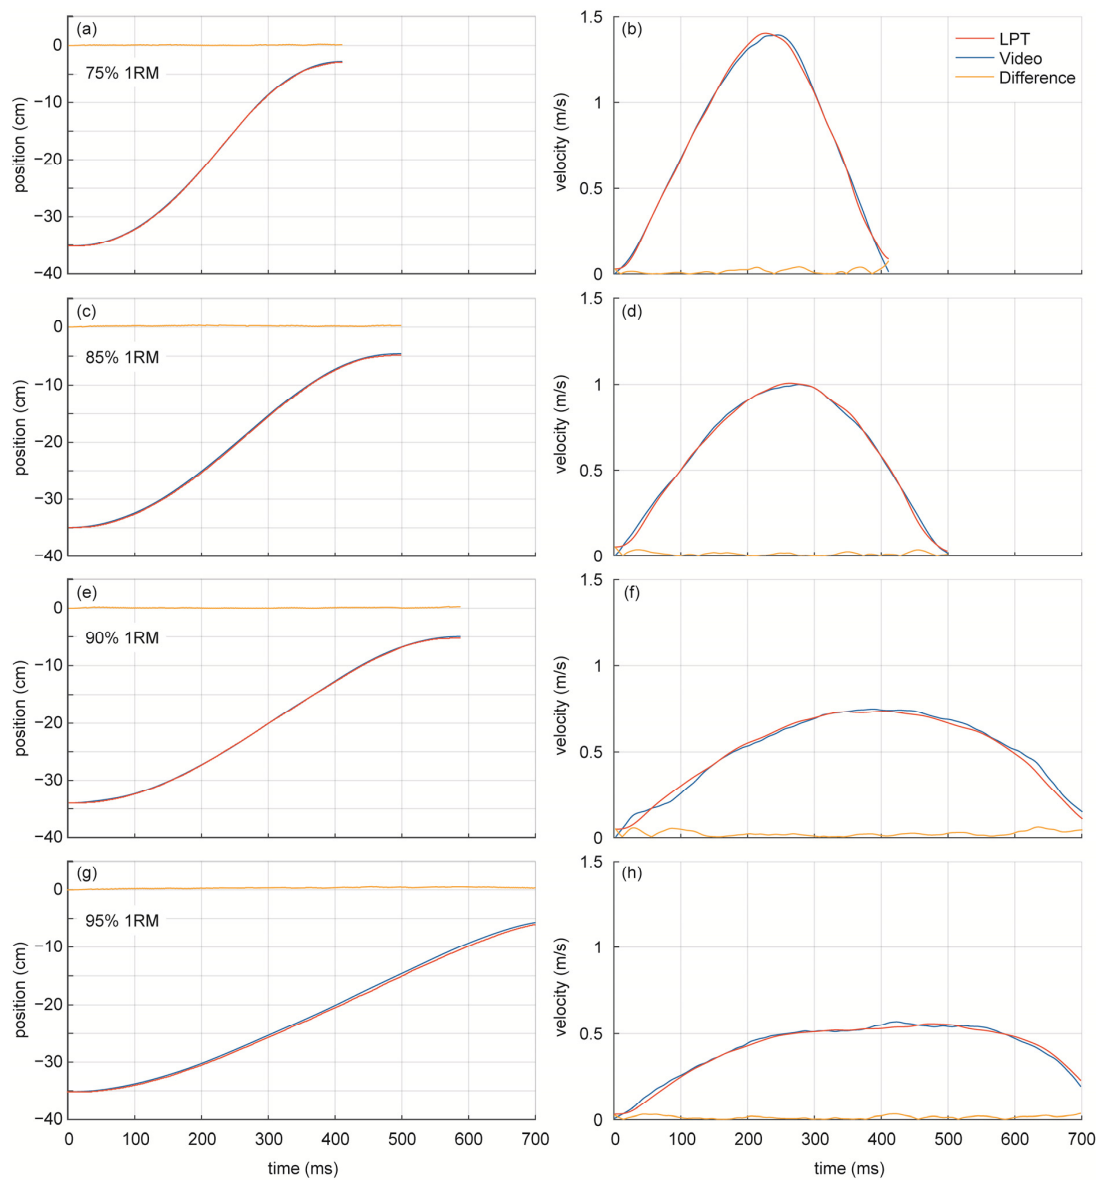 (a)
0
75% 1RM
−10
−20
−30
−40
position (cm)
(b)
1.5
1
0.5
0
velocity (m/s)
LPT
Video
Difference
(c)
0
85% 1RM
−10
−20
−30
−40
position (cm)
(d)
1.5
1
0.5
0
velocity (m/s)
(e)
0
90% 1RM
−10
−20
−30
−40
position (cm)
(f)
1.5
1
0.5
0
velocity (m/s)
(g)
0
95% 1RM
−10
−20
−30
−40
position (cm)
0 100 200 300 400 500 600 700
time (ms)
(h)
1.5
1
0.5
0
velocity (m/s)
0 100 200 300 400 500 600 700
time (ms)